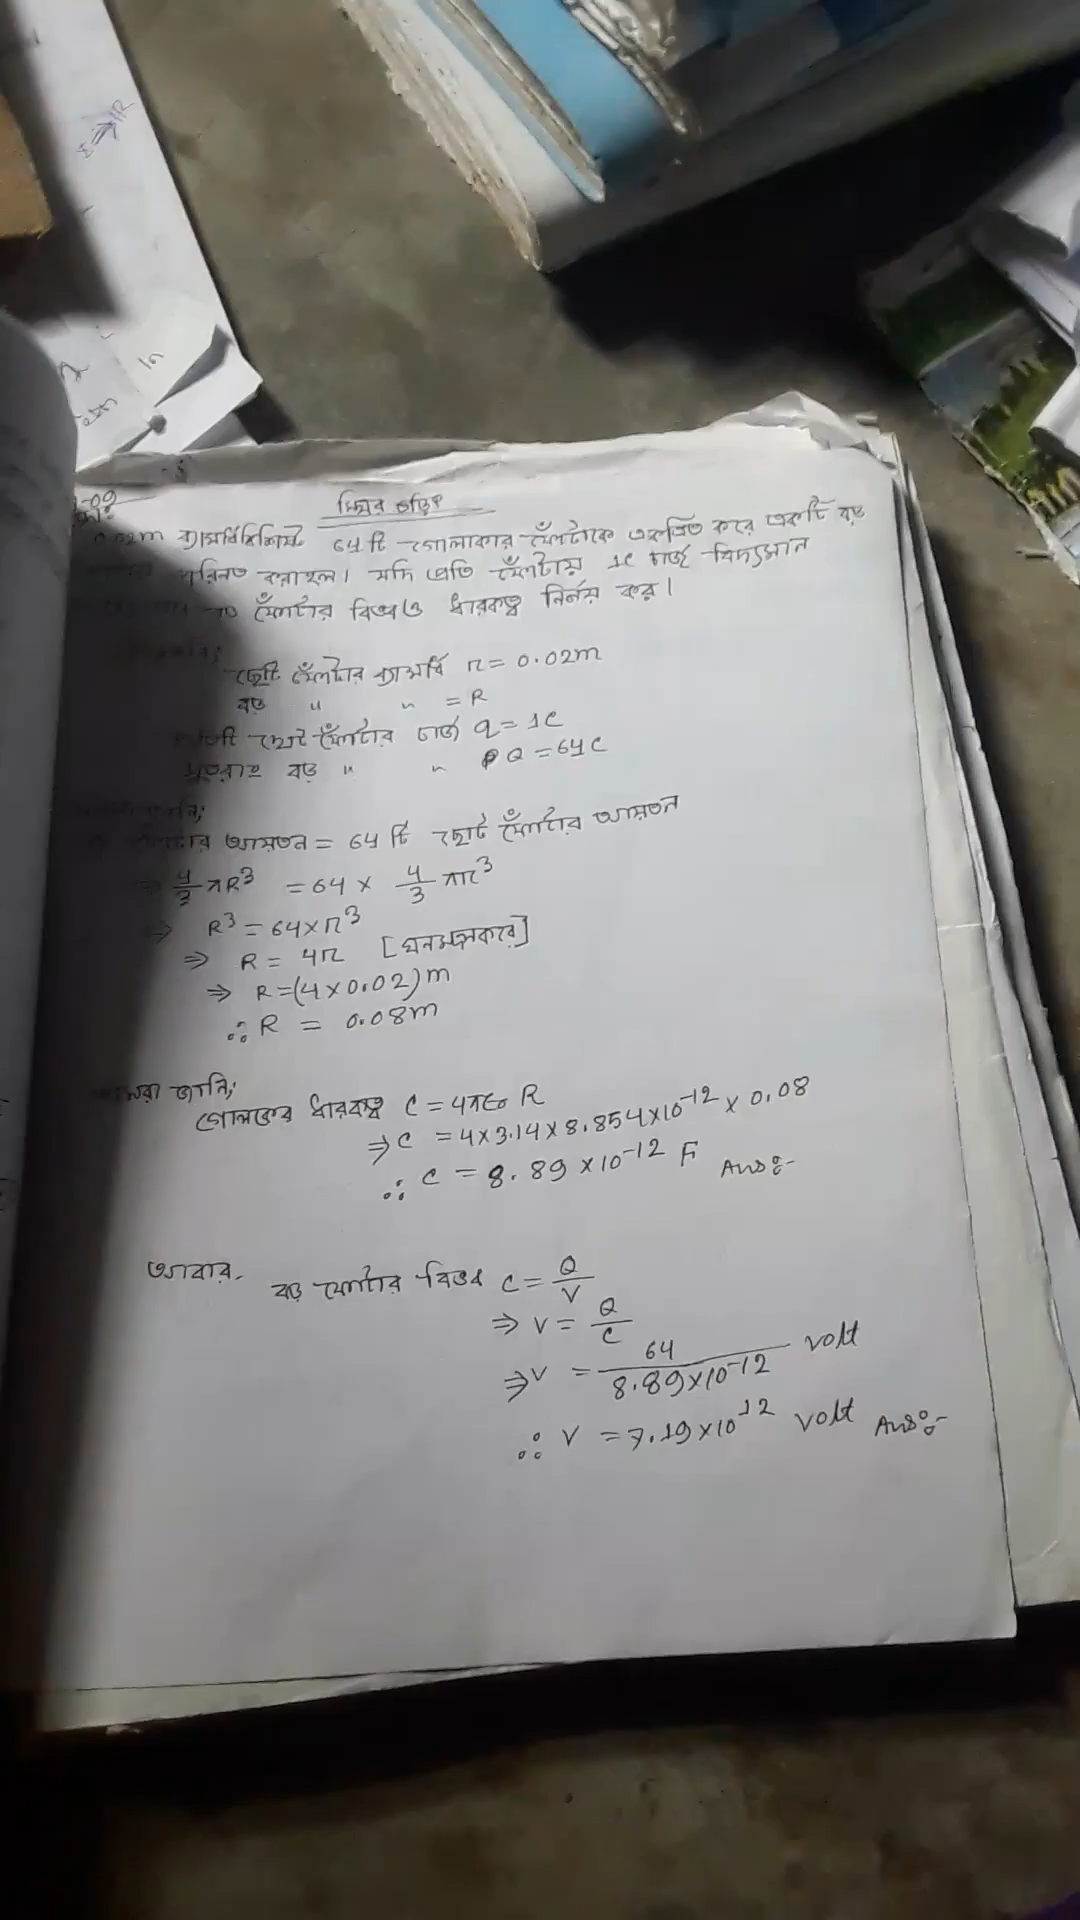 স্থির তড়িৎ
0.02m ব্যাসার্ধবিশিষ্ট 64 টি গোলাকার ফোঁটাকে একত্রিত করে একটি বড়
পরিনত করা হল। যদি প্রতি ফোঁটায় 1C চার্জ বিদ্যমান
বড় ফোঁটার বিভব ও ধারকত্ব নির্নয় কর।
ছোট ফোঁটার ব্যাসার্ধ r = 0.02m
বড় " " = R
প্রতিটি ছোট ফোঁটার চার্জ q = 1C
সুতরাং বড় " " Q = 64C
জানি;
ফোঁটার আয়তন = 64 টি ছোট ফোঁটার আয়তন
⇒ 4/3 πR³ = 64 × 4/3 πr³
⇒ R³ = 64 × r³
⇒ R = 4r [ঘনমূল করে]
⇒ R = (4 × 0.02) m
∴ R = 0.08m
আমরা জানি;
গোলকের ধারকত্ব C = 4πε₀ R
⇒ C = 4 × 3.14 × 8.854 × 10⁻¹² × 0.08
∴ C = 8.89 × 10⁻¹² F Ans:-
আবার,
বড় ফোটার বিভব C = Q/V
⇒ V = Q/C
⇒ V = 64/8.89 × 10⁻¹² volt
∴ V = 7.19 × 10¹² volt Ans:-